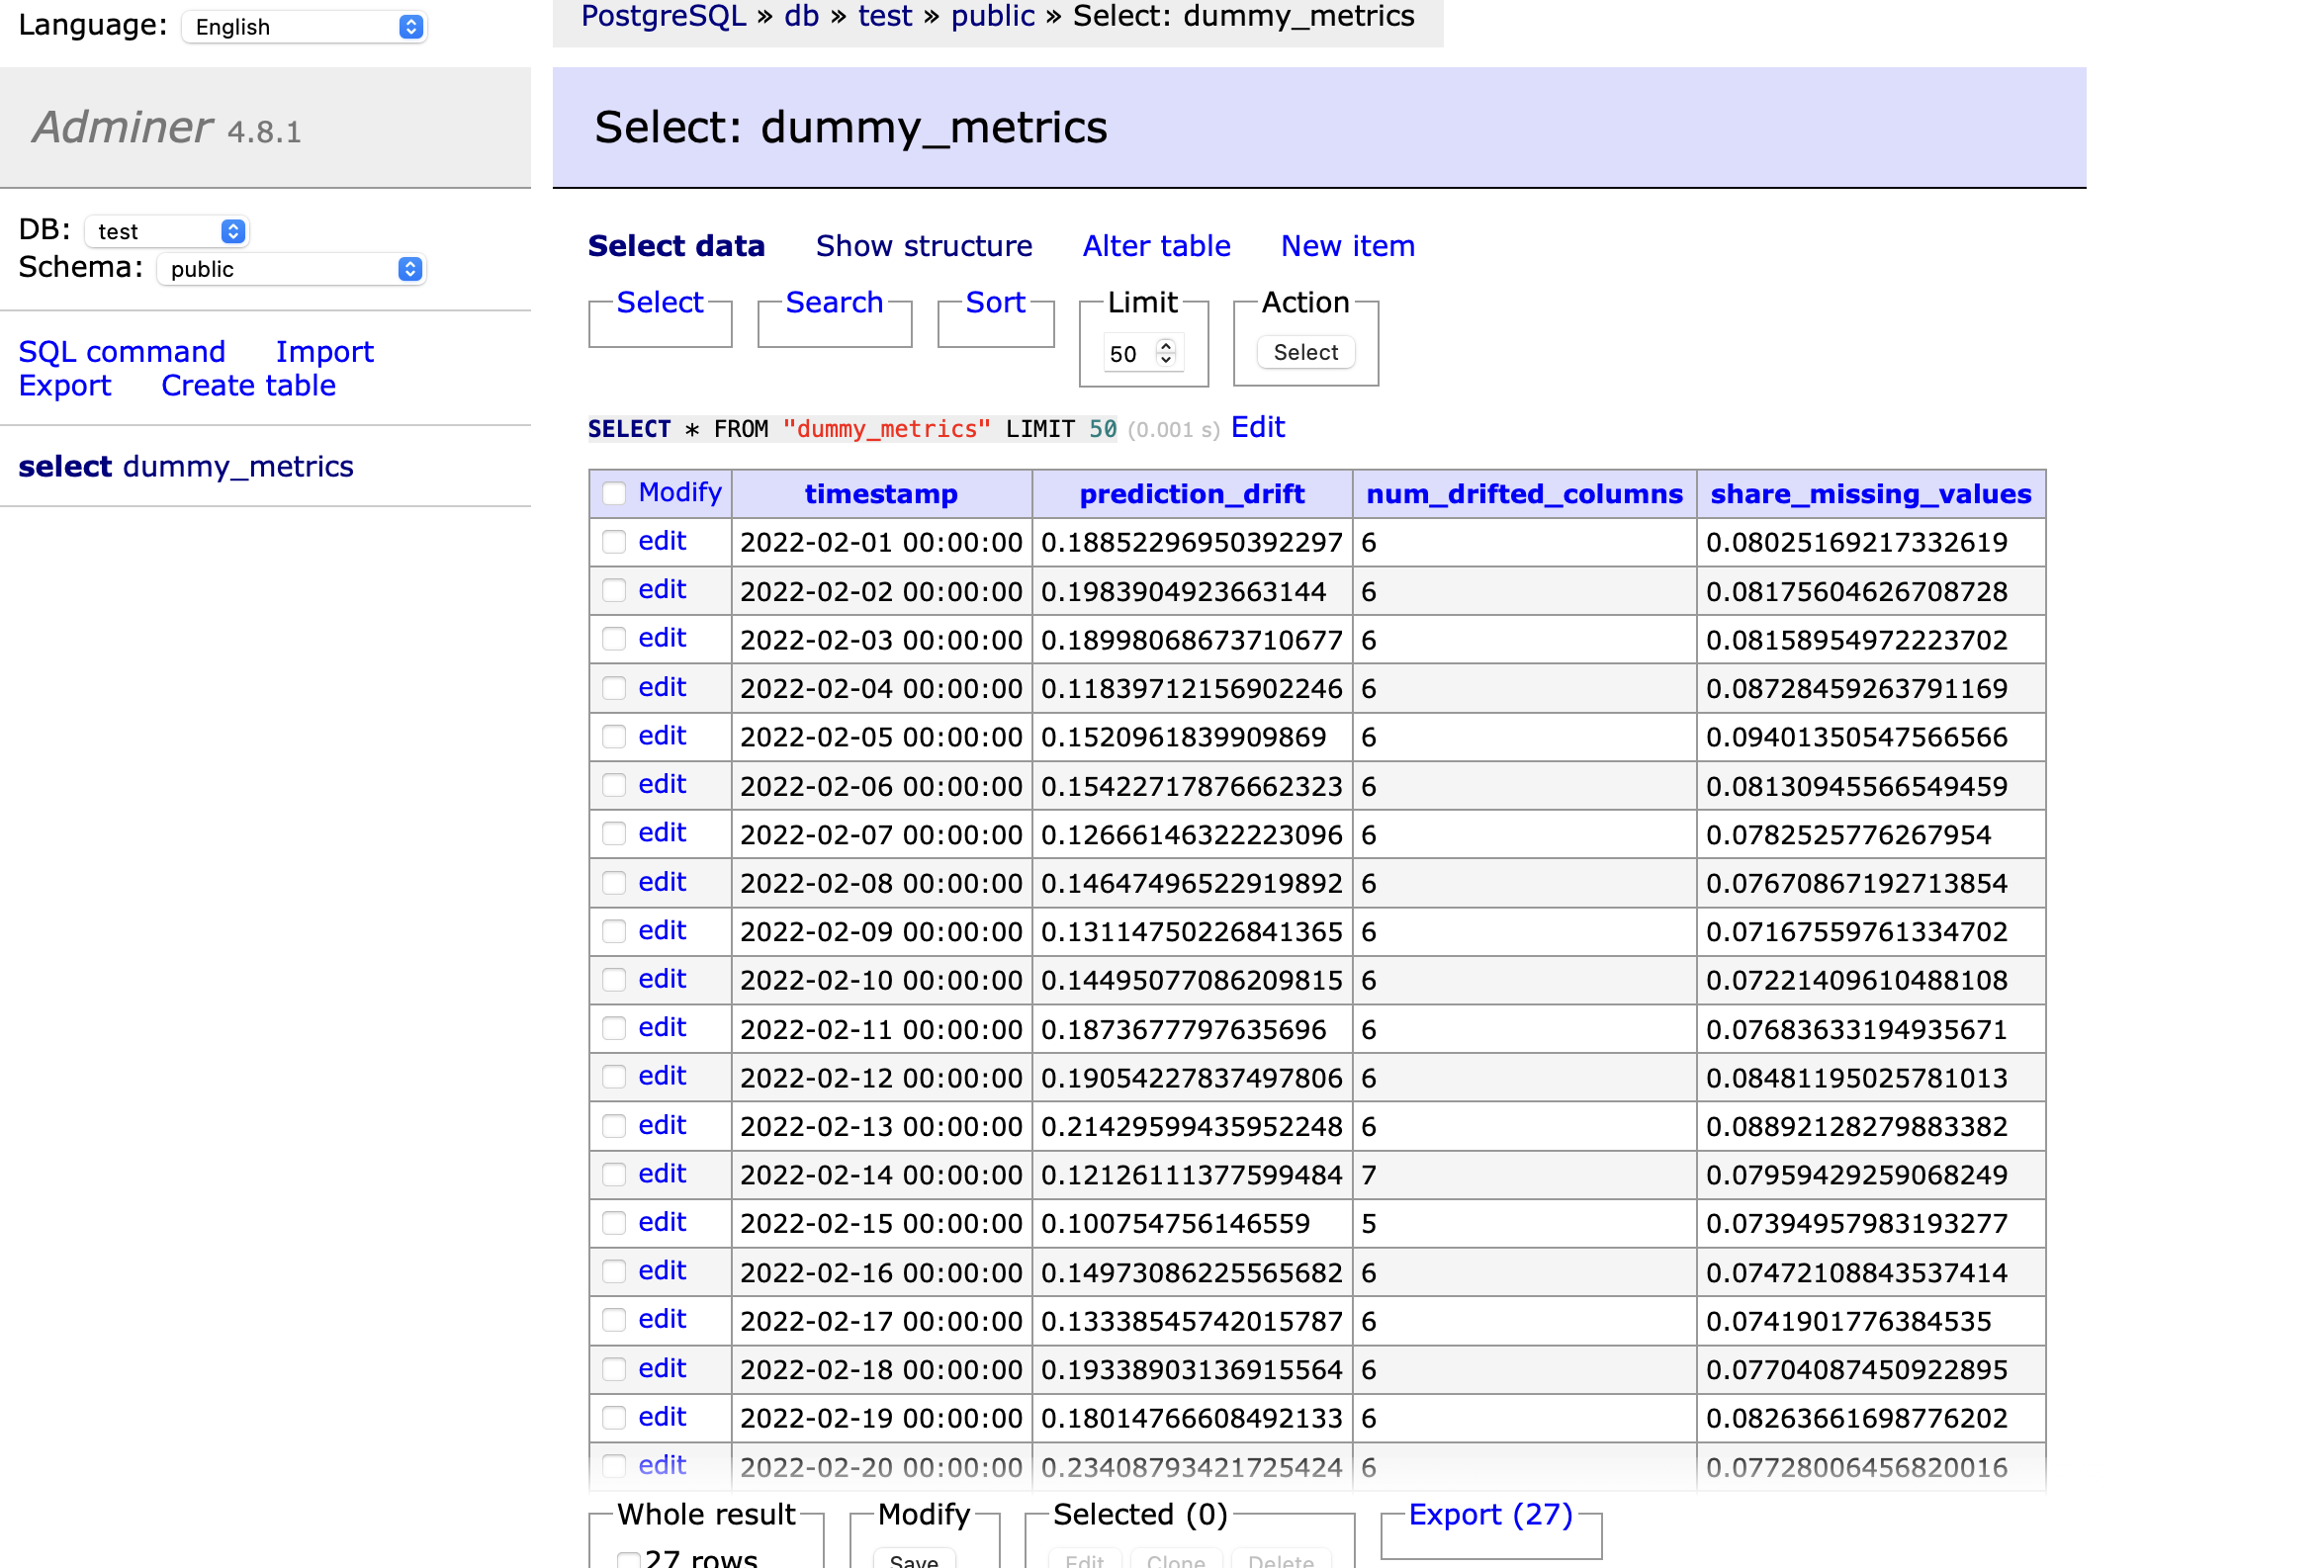 Language: English
Adminer 4.8.1
DB: test
Schema: public
SQL command Import
Export Create table
select dummy_metrics
PostgreSQL » db » test » public » Select: dummy_metrics
Select: dummy_metrics
Select data Show structure Alter table New item
Select Search Sort Limit Action
50 Select
SELECT * FROM "dummy_metrics" LIMIT 50 (0.001 s) Edit
Modify timestamp prediction_drift num_drifted_columns share_missing_values
edit 2022-02-01 00:00:00 0.18852296950392297 6 0.08025169217332619
edit 2022-02-02 00:00:00 0.1983904923663144 6 0.08175604626708728
edit 2022-02-03 00:00:00 0.18998068673710677 6 0.08158954972223702
edit 2022-02-04 00:00:00 0.11839712156902246 6 0.08728459263791169
edit 2022-02-05 00:00:00 0.1520961839909869 6 0.09401350547566566
edit 2022-02-06 00:00:00 0.15422717876662323 6 0.08130945566549459
edit 2022-02-07 00:00:00 0.12666146322223096 6 0.0782525776267954
edit 2022-02-08 00:00:00 0.14647496522919892 6 0.07670867192713854
edit 2022-02-09 00:00:00 0.13114750226841365 6 0.07167559761334702
edit 2022-02-10 00:00:00 0.14495077086209815 6 0.07221409610488108
edit 2022-02-11 00:00:00 0.1873677797635696 6 0.07683633194935671
edit 2022-02-12 00:00:00 0.19054227837497806 6 0.08481195025781013
edit 2022-02-13 00:00:00 0.21429599435952248 6 0.08892128279883382
edit 2022-02-14 00:00:00 0.12126111377599484 7 0.07959429259068249
edit 2022-02-15 00:00:00 0.100754756146559 5 0.07394957983193277
edit 2022-02-16 00:00:00 0.14973086225565682 6 0.07472108843537414
edit 2022-02-17 00:00:00 0.13338545742015787 6 0.0741901776384535
edit 2022-02-18 00:00:00 0.19338903136915564 6 0.07704087450922895
edit 2022-02-19 00:00:00 0.18014766608492133 6 0.08263661698776202
edit 2022-02-20 00:00:00 0.23408793421725424 6 0.07728006456820016
Whole result Modify Selected (0) Export (27)
27 rows Save Edit Clone Delete